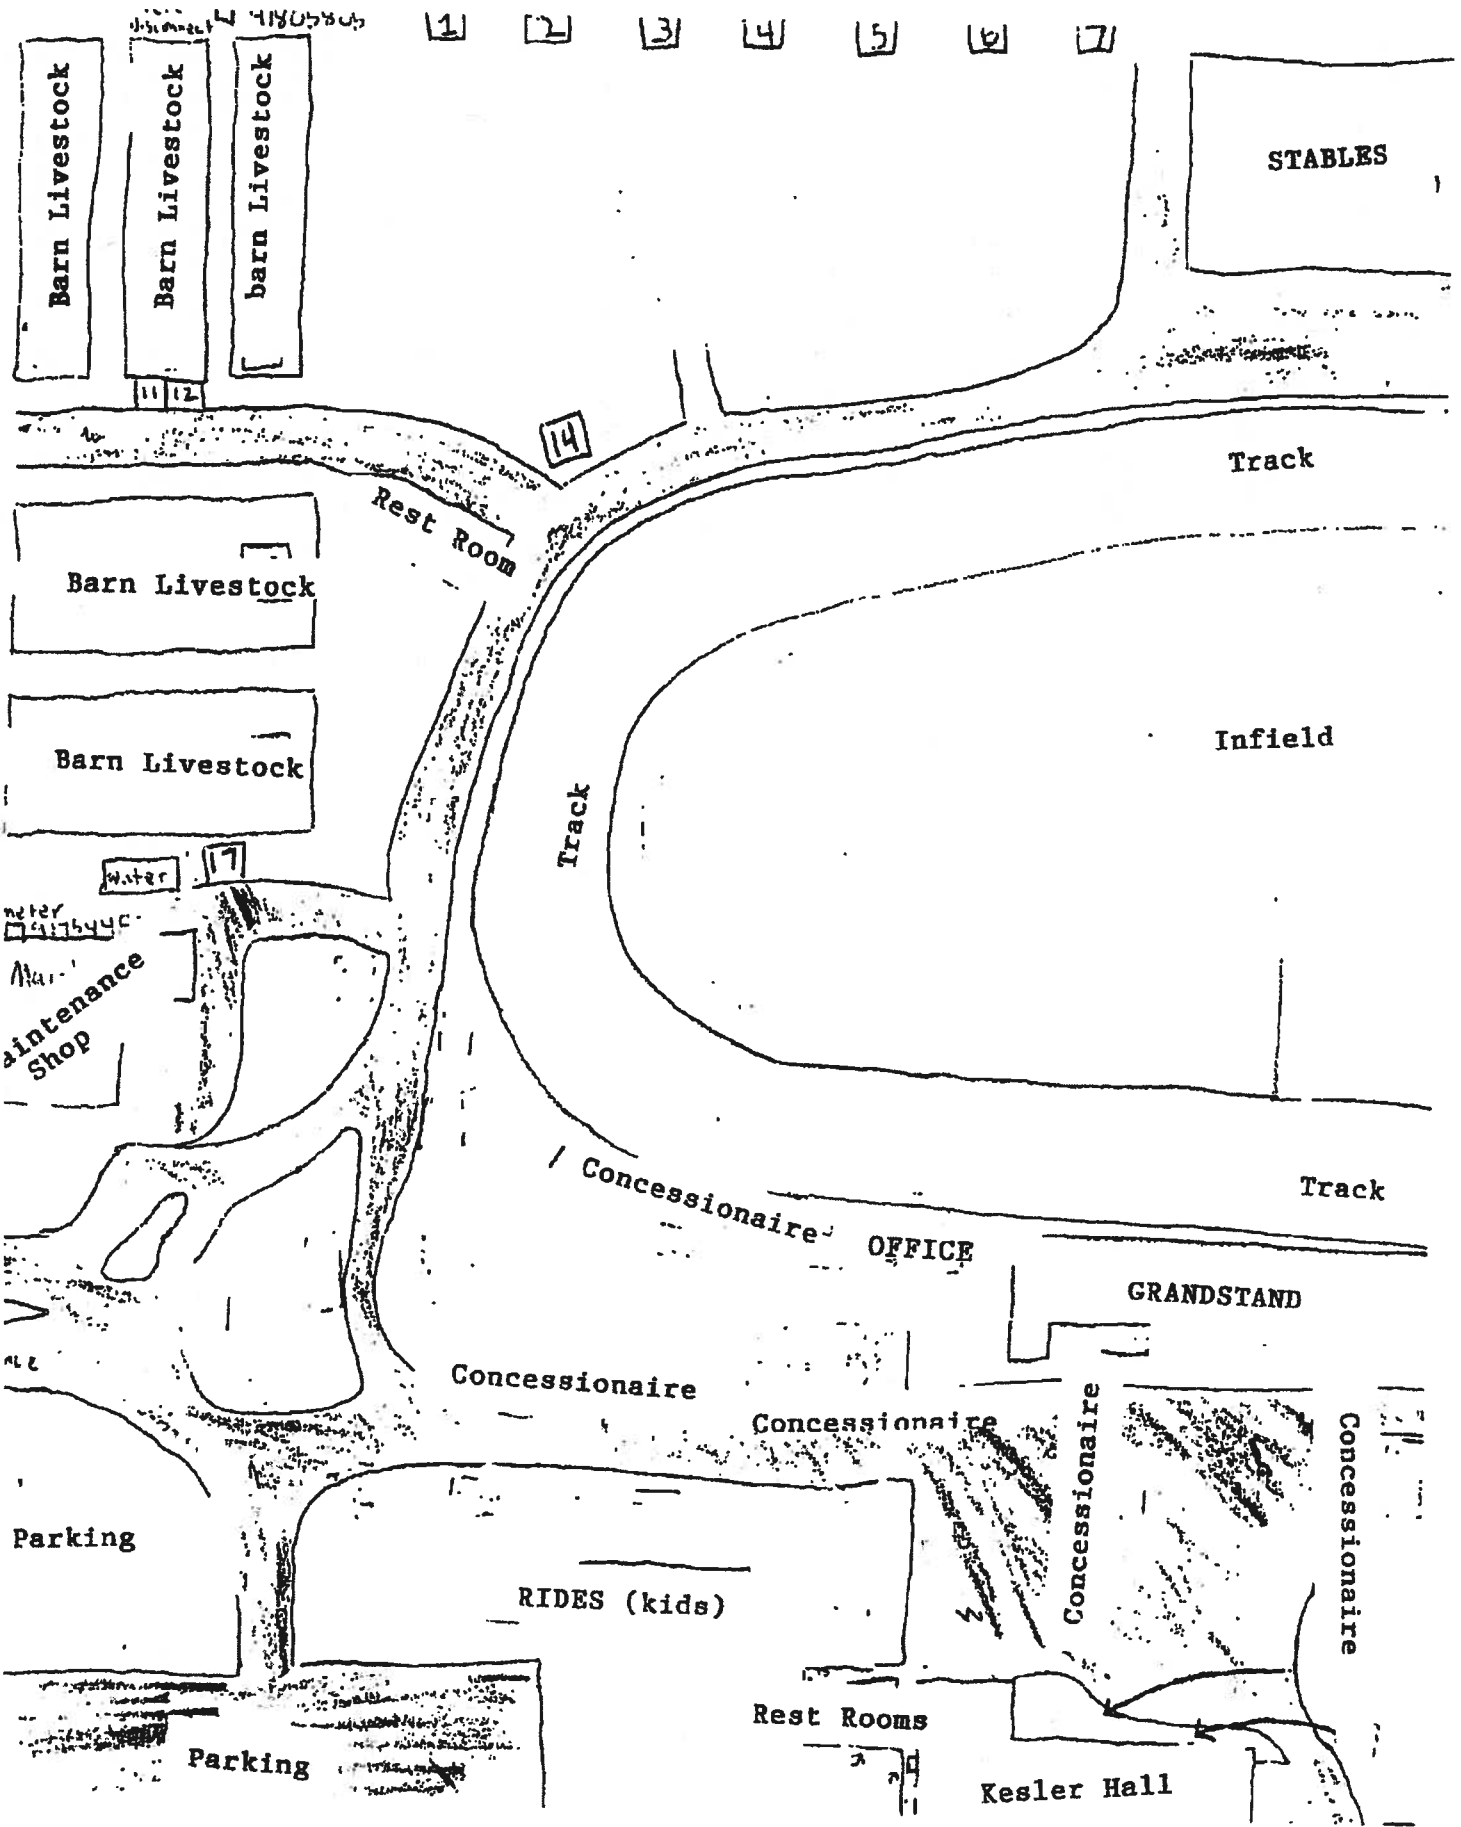 1 2 3 4 5 6 7
Barn Livestock
Barn Livestock
barn Livestock
STABLES
11 12
14
Track
Rest Room
Barn Livestock
Infield
Barn Livestock
Track
water
17
aintenance
Shop
Concessionaire
Track
OFFICE
GRANDSTAND
Concessionaire
Concessionaire
Concessionaire
Concessionaire
Parking
RIDES (kids)
Rest Rooms
Parking
Kesler Hall